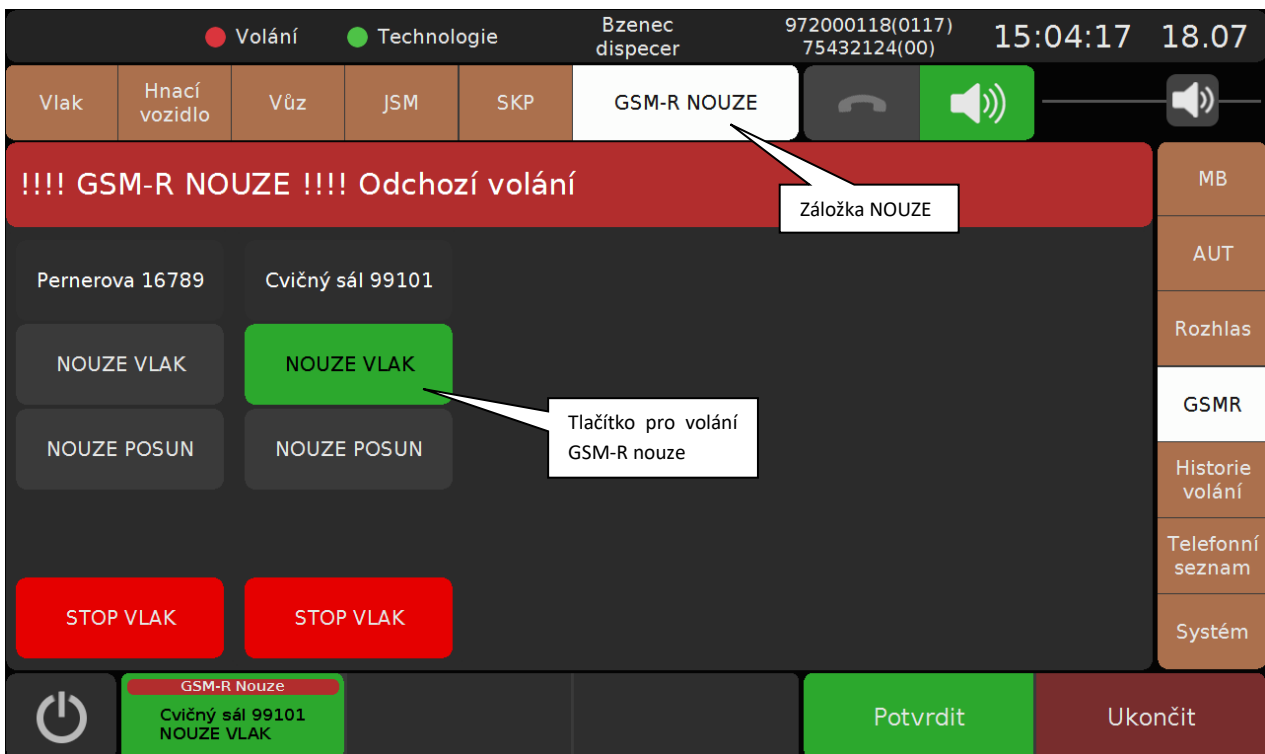 Volání
Technologie
Bzenec
dispecer
972000118(0117)
75432124(00)
15:04:17
18.07
Vlak
Hnací
vozidlo
Vůz
JSM
SKP
GSM-R NOUZE
!!!! GSM-R NOUZE !!!! Odchozí volání
Záložka NOUZE
MB
AUT
Rozhlas
GSMR
Historie
volání
Telefonní
seznam
Systém
Pernerova 16789
Cvičný sál 99101
NOUZE VLAK
NOUZE VLAK
Tlačítko pro volání
GSM-R nouze
NOUZE POSUN
NOUZE POSUN
STOP VLAK
STOP VLAK
GSM-R Nouze
Cvičný sál 99101
NOUZE VLAK
Potvrdit
Ukončit